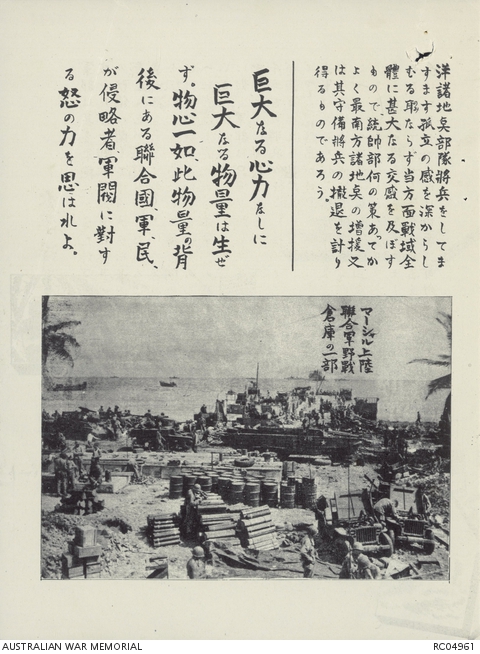 洋諸地点部隊将兵をしてま
すます孤立の感を深からし
むる耳ならず当方面戦域全
體に甚大なる交感を及ぼす
もので統帥部何の策あってか
よく最南方諸地点の増援又
は其守備將兵の撤退を計り
得るものであろう。
巨大なる心力なしに
巨大なる物量は生ぜ
ず。物心一如、此物量の背
後にある聯合國軍、民、
が侵略者軍閥に對す
る怒の力を思はれよ。
マーシャル上陸
聯合軍野戰
倉庫の一部
AUSTRALIAN WAR MEMORIAL
RC04961